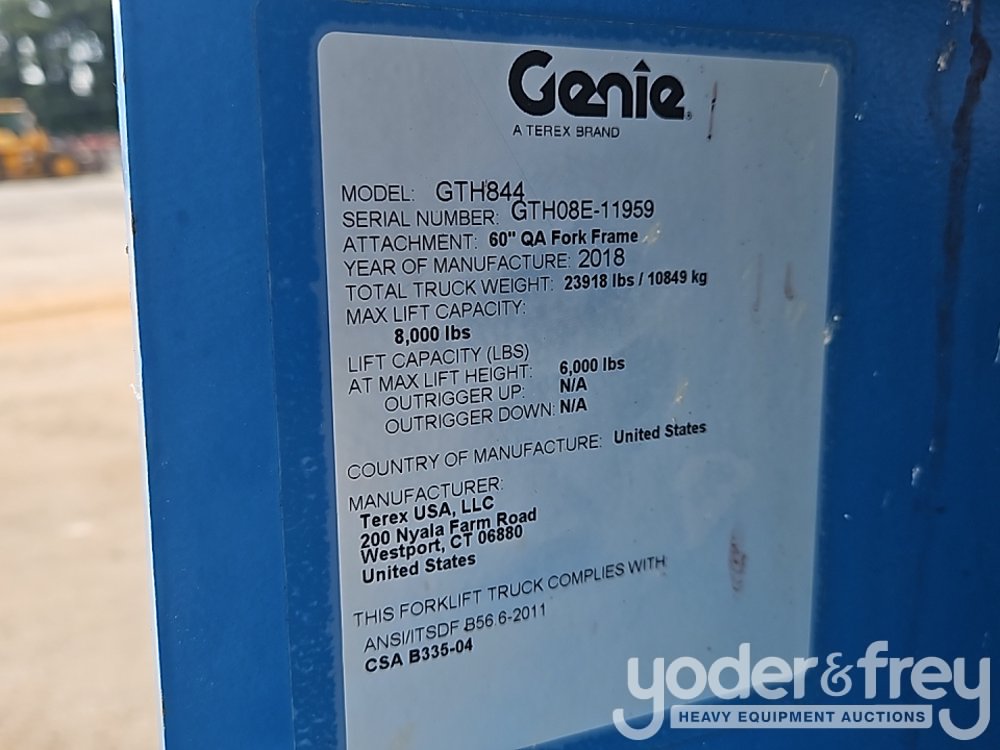 Genie
A TEREX BRAND
MODEL: GTH844
SERIAL NUMBER: GTH08E-11959
ATTACHMENT: 60" QA Fork Frame
YEAR OF MANUFACTURE: 2018
TOTAL TRUCK WEIGHT: 23918 lbs / 10849 kg
MAX LIFT CAPACITY:
8,000 lbs
LIFT CAPACITY (LBS)
AT MAX LIFT HEIGHT: 6,000 lbs
OUTRIGGER UP: N/A
OUTRIGGER DOWN: N/A
COUNTRY OF MANUFACTURE: United States
MANUFACTURER:
Terex USA, LLC
200 Nyala Farm Road
Westport, CT 06880
United States
THIS FORKLIFT TRUCK COMPLIES WITH
ANSI/ITSDF B56.6-2011
CSA B335-04
yoder&frey
HEAVY EQUIPMENT AUCTIONS